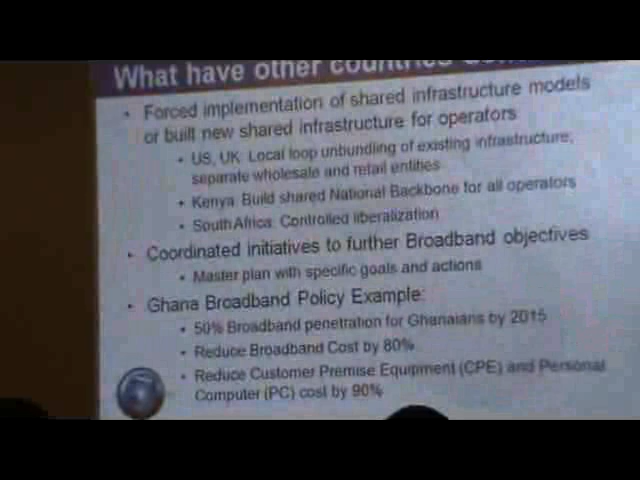 What have other countries
• Forced implementation of shared infrastructure models
or built new shared infrastructure for operators
• US, UK: Local loop unbundling of existing infrastructure,
separate wholesale and retail entities
• Kenya: Build shared National Backbone for all operators
• South Africa: Controlled liberalization
• Coordinated initiatives to further Broadband objectives
• Master plan with specific goals and actions
• Ghana Broadband Policy Example:
• 50% Broadband penetration for Ghanaians by 2015
• Reduce Broadband Cost by 80%
• Reduce Customer Premise Equipment (CPE) and Personal
Computer (PC) cost by 90%